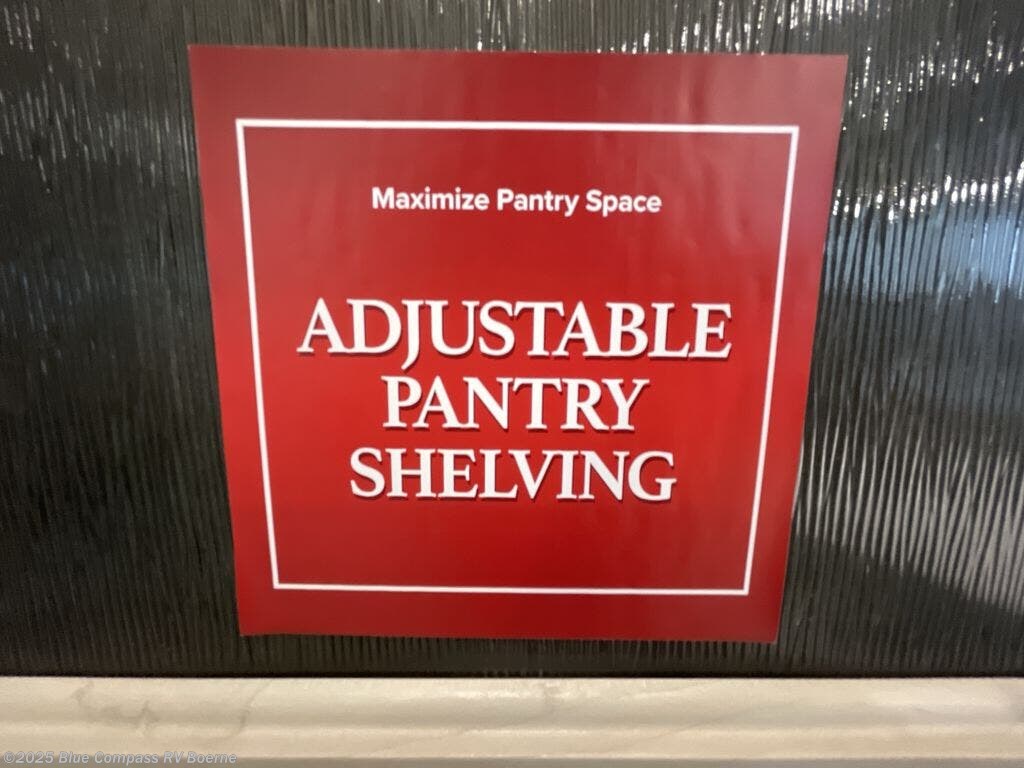 Maximize Pantry Space
ADJUSTABLE
PANTRY
SHELVING
©2025 Blue Compass RV Boerne